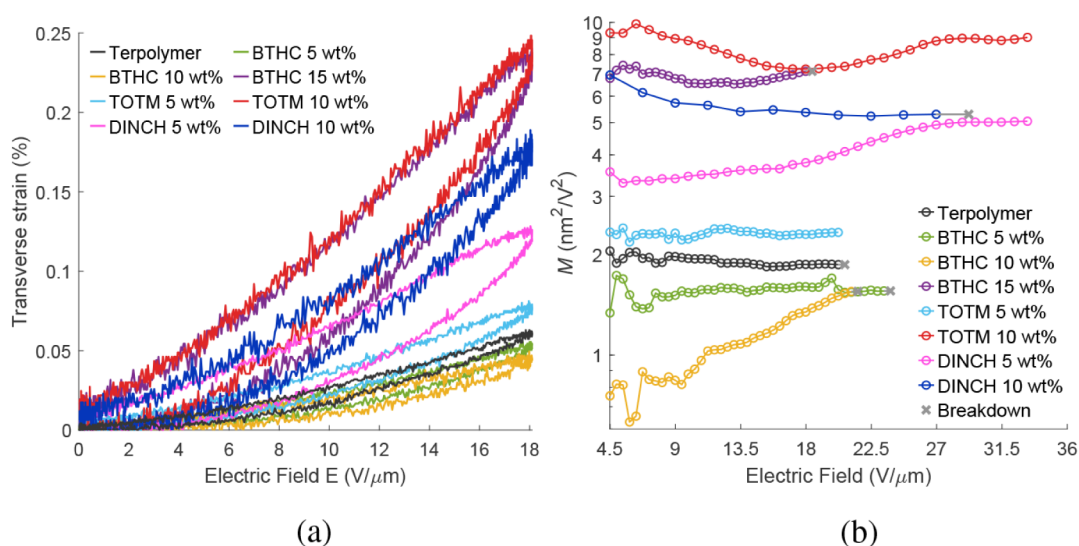 0.25
0.2
0.15
0.1
0.05
0
Transverse strain (%)
Terpolymer
BTHC 5 wt%
BTHC 10 wt%
BTHC 15 wt%
TOTM 5 wt%
TOTM 10 wt%
DINCH 5 wt%
DINCH 10 wt%
0 2 4 6 8 10 12 14 16 18
Electric Field E (V/μm)
(a)
10
9
8
7
6
5
4
3
2
1
M (nm²/V²)
Terpolymer
BTHC 5 wt%
BTHC 10 wt%
BTHC 15 wt%
TOTM 5 wt%
TOTM 10 wt%
DINCH 5 wt%
DINCH 10 wt%
Breakdown
4.5 9 13.5 18 22.5 27 31.5 36
Electric Field (V/μm)
(b)